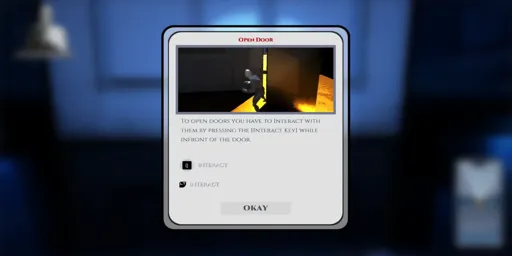 Open Door
To open doors you have to [Interact with
them by pressing the [Interact Key] while
infront of the door.
Interact
Interact
OKAY